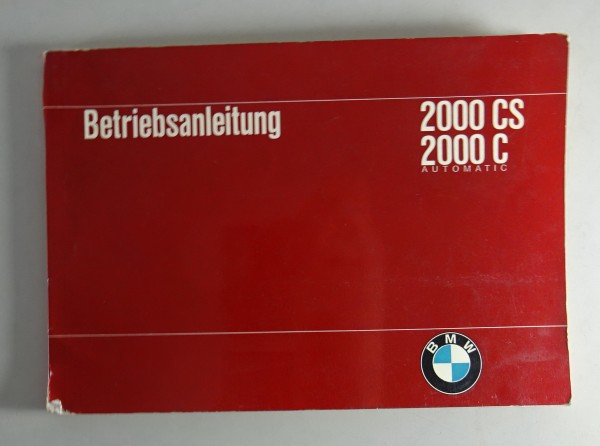 Betriebsanleitung
2000 CS
2000 C
AUTOMATIC
BMW